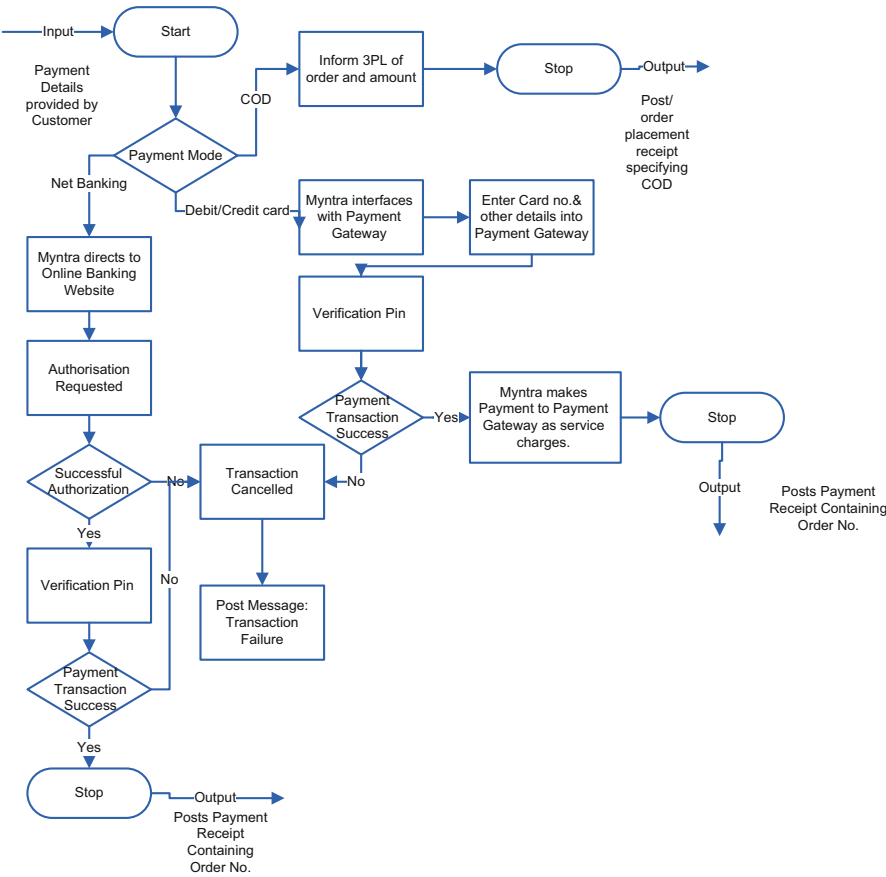 Input
Start
Payment
Details
provided by
Customer
Inform 3PL of
order and amount
Stop
Output
Post/
order
placement
receipt
specifying
COD
COD
Payment Mode
Net Banking
Debit/Credit card
Myntra interfaces
with Payment
Gateway
Enter Card no.&
other details into
Payment Gateway
Myntra directs to
Online Banking
Website
Verification Pin
Authorisation
Requested
Payment
Transaction
Success
Yes
Myntra makes
Payment to Payment
Gateway as service
charges.
Stop
No
Output
Posts Payment
Receipt Containing
Order No.
Successful
Authorization
No
Transaction
Cancelled
Yes
Verification Pin
No
Post Message:
Transaction
Failure
Payment
Transaction
Success
Yes
Stop
Output
Posts Payment
Receipt
Containing
Order No.